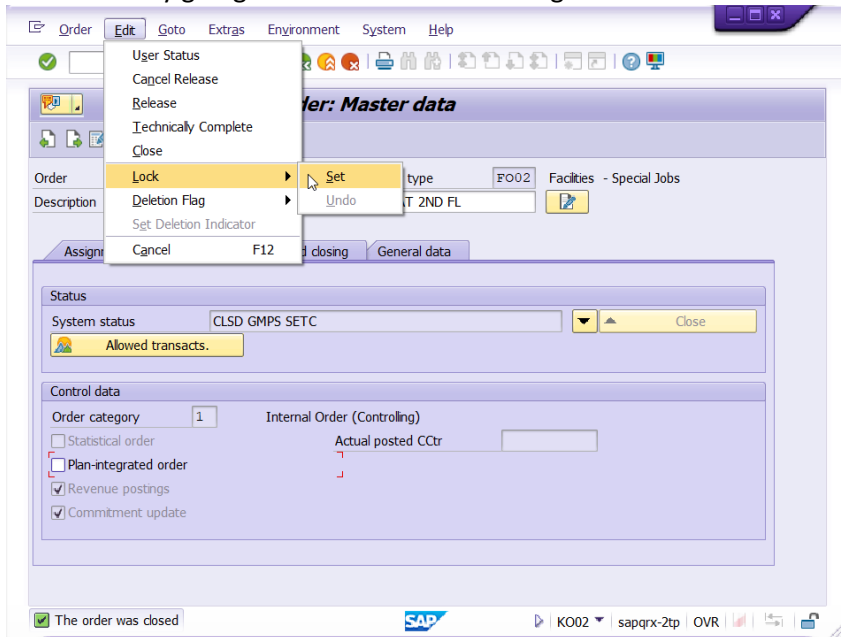 Order Edit Goto Extras Environment System Help
User Status
Cancel Release
Release
der: Master data
Technically Complete
Close
Order Lock Set type FO02 Facilities - Special Jobs
Description Deletion Flag Undo AT 2ND FL
Set Deletion Indicator
Assign Cancel F12 d closing General data
Status
System status CLSD GMPS SETC Close
Allowed transacts.
Control data
Order category 1 Internal Order (Controlling)
Statistical order Actual posted CCtr
Plan-integrated order
Revenue postings
Commitment update
The order was closed SAP KO02 sapqrx-2tp OVR